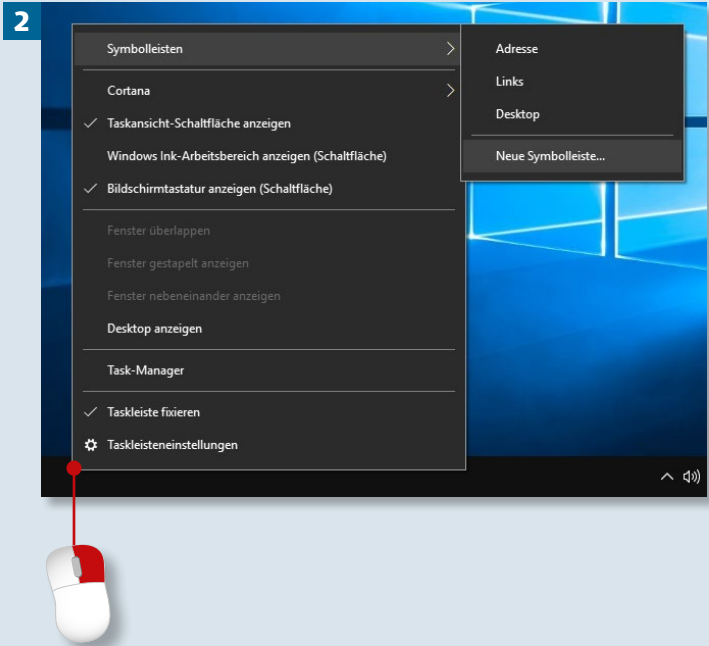 2
Symbolleisten
Cortana
Taskansicht-Schaltfläche anzeigen
Windows Ink-Arbeitsbereich anzeigen (Schaltfläche)
Bildschirmtastatur anzeigen (Schaltfläche)
Fenster überlappen
Fenster gestapelt anzeigen
Fenster nebeneinander anzeigen
Desktop anzeigen
Task-Manager
Taskleiste fixieren
Taskleisteneinstellungen
Adresse
Links
Desktop
Neue Symbolleiste...